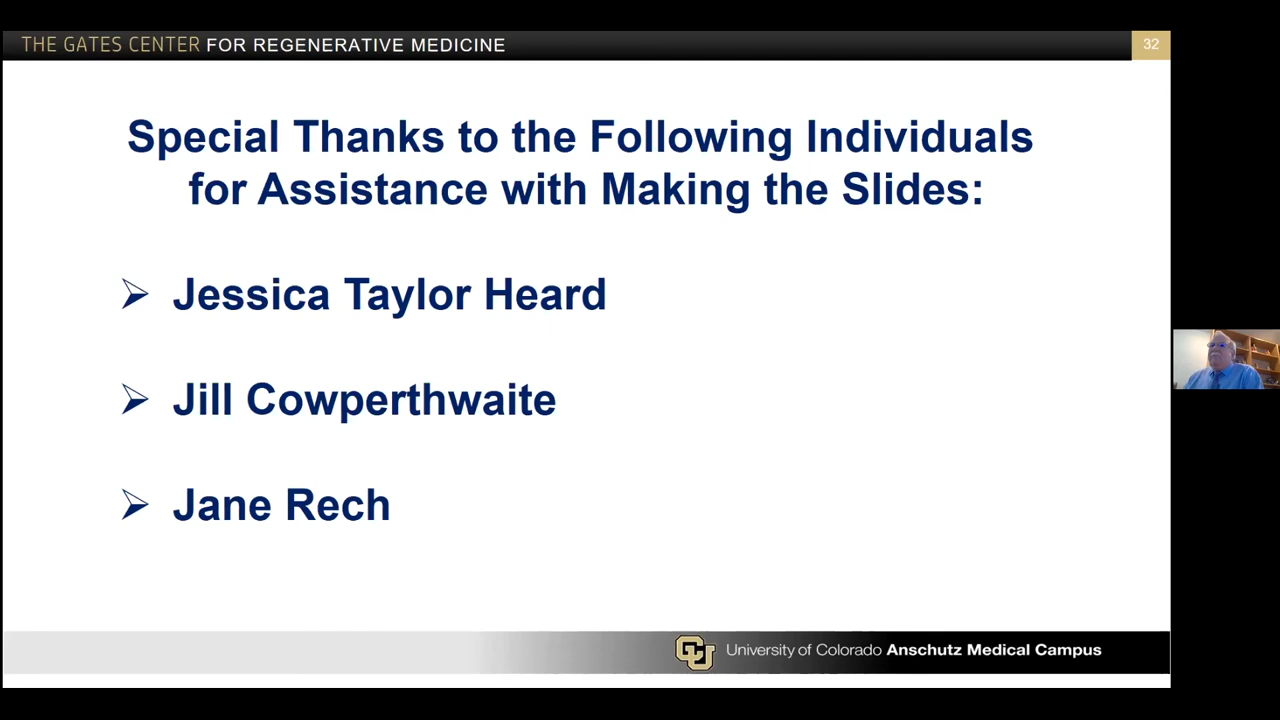 THE GATES CENTER FOR REGENERATIVE MEDICINE
32
Special Thanks to the Following Individuals
for Assistance with Making the Slides:
➢ Jessica Taylor Heard
➢ Jill Cowperthwaite
➢ Jane Rech
CU
University of Colorado Anschutz Medical Campus